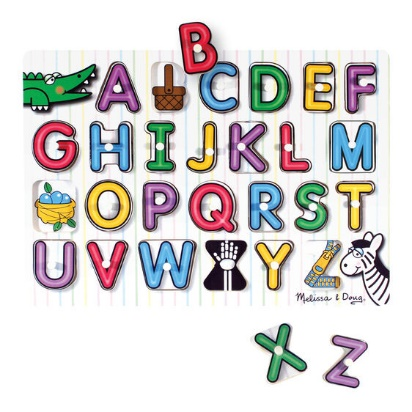 B
A C D E F
G H I J K L M
O P Q R S T
U V W Y
Melissa & Doug
X Z